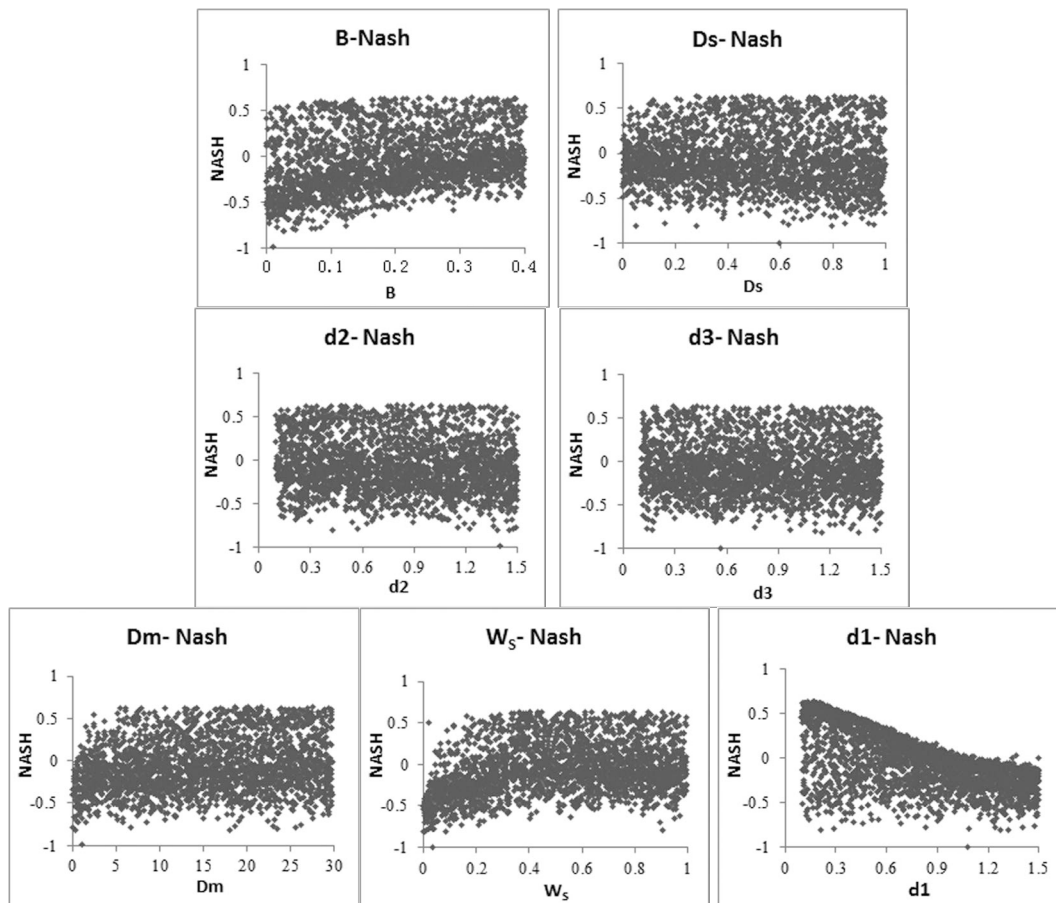 B-Nash
1
0.5
0
-0.5
-1
NASH
0 0.1 0.2 0.3 0.4
B
Ds- Nash
1
0.5
0
-0.5
-1
NASH
0 0.2 0.4 0.6 0.8 1
Ds
d2- Nash
1
0.5
0
-0.5
-1
NASH
0 0.3 0.6 0.9 1.2 1.5
d2
d3- Nash
1
0.5
0
-0.5
-1
NASH
0 0.3 0.6 0.9 1.2 1.5
d3
Dm- Nash
1
0.5
0
-0.5
-1
NASH
0 5 10 15 20 25 30
Dm
Ws- Nash
1
0.5
0
-0.5
-1
NASH
0 0.2 0.4 0.6 0.8 1
Ws
d1- Nash
1
0.5
0
-0.5
-1
NASH
0 0.3 0.6 0.9 1.2 1.5
d1